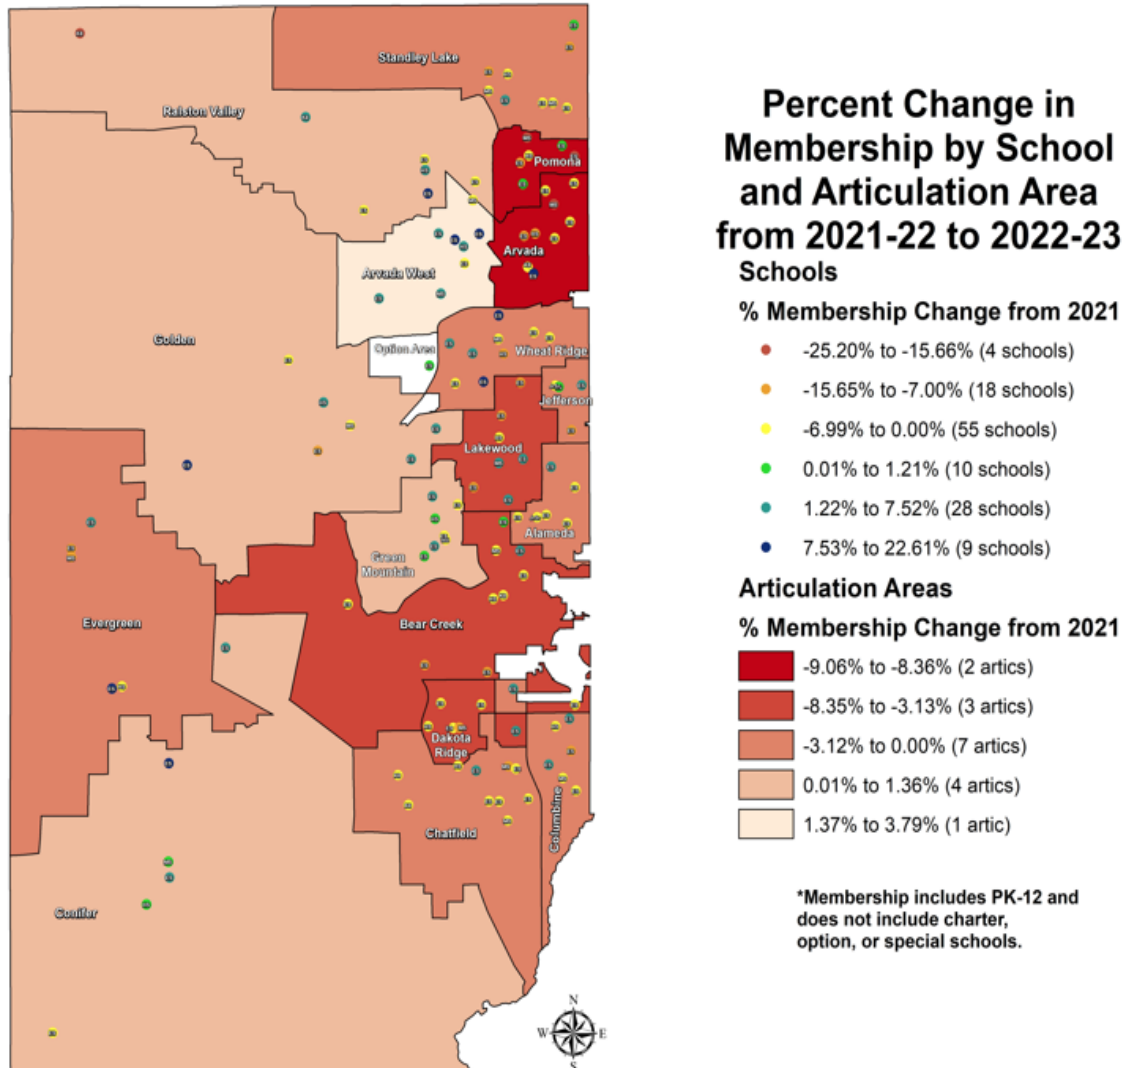 Standley Lake
Ralston Valley
Pomona
Arvada
Arvada West
Golden
Option Area
Wheat Ridge
Jefferson
Lakewood
Alameda
Green
Mountain
Evergreen
Bear Creek
Dakota
Ridge
Chatfield
Columbine
Conifer
N
W
E
S
Percent Change in
Membership by School
and Articulation Area
from 2021-22 to 2022-23
Schools
% Membership Change from 2021
-25.20% to -15.66% (4 schools)
-15.65% to -7.00% (18 schools)
-6.99% to 0.00% (55 schools)
0.01% to 1.21% (10 schools)
1.22% to 7.52% (28 schools)
7.53% to 22.61% (9 schools)
Articulation Areas
% Membership Change from 2021
-9.06% to -8.36% (2 artics)
-8.35% to -3.13% (3 artics)
-3.12% to 0.00% (7 artics)
0.01% to 1.36% (4 artics)
1.37% to 3.79% (1 artic)
*Membership includes PK-12 and
does not include charter,
option, or special schools.